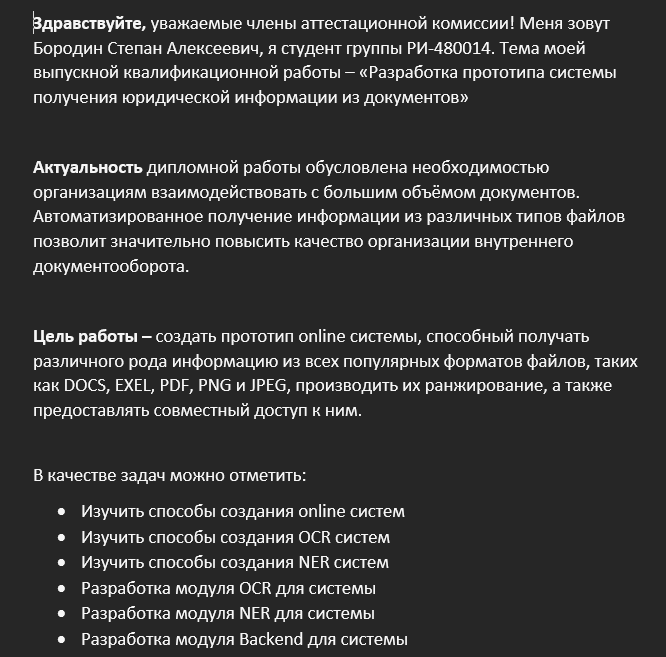 Здравствуйте, уважаемые члены аттестационной комиссии! Меня зовут
Бородин Степан Алексеевич, я студент группы РИ-480014. Тема моей
выпускной квалификационной работы – «Разработка прототипа системы
получения юридической информации из документов»
Актуальность дипломной работы обусловлена необходимостью
организациям взаимодействовать с большим объёмом документов.
Автоматизированное получение информации из различных типов файлов
позволит значительно повысить качество организации внутреннего
документооборота.
Цель работы – создать прототип online системы, способный получать
различного рода информацию из всех популярных форматов файлов, таких
как DOCS, EXEL, PDF, PNG и JPEG, производить их ранжирование, а также
предоставлять совместный доступ к ним.
В качестве задач можно отметить:
• Изучить способы создания online систем
• Изучить способы создания OCR систем
• Изучить способы создания NER систем
• Разработка модуля OCR для системы
• Разработка модуля NER для системы
• Разработка модуля Backend для системы